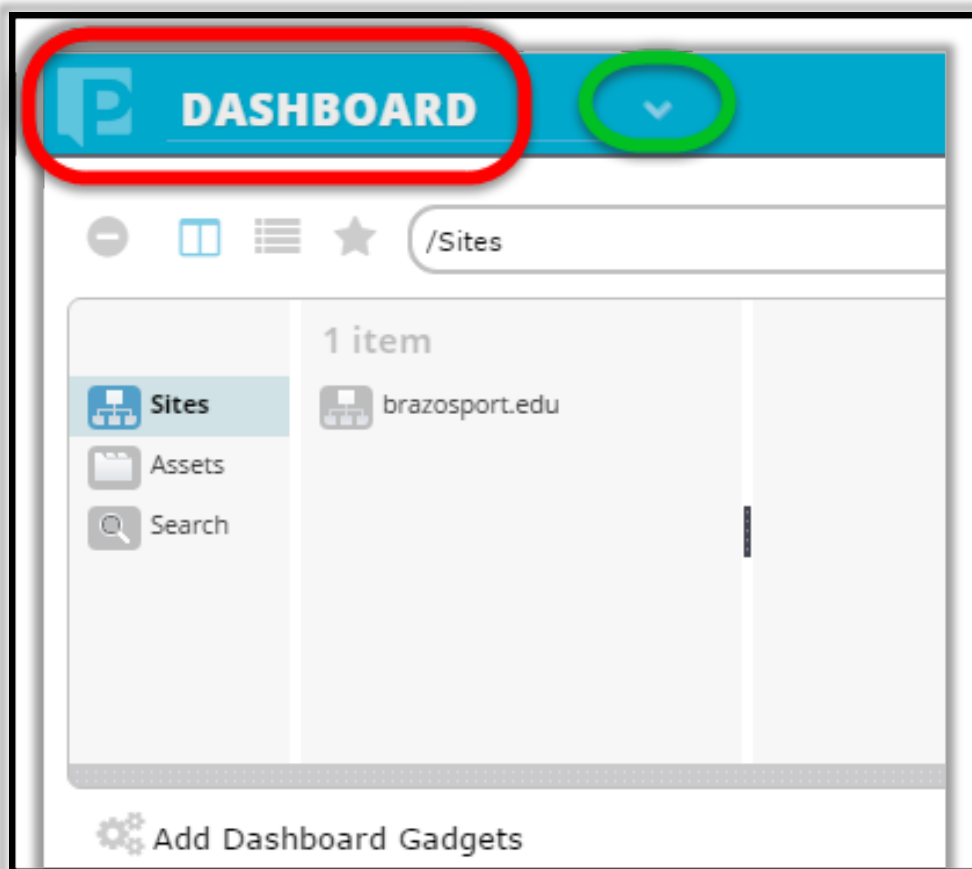 DASHBOARD
/Sites
1 item
Sites
brazosport.edu
Assets
Search
Add Dashboard Gadgets